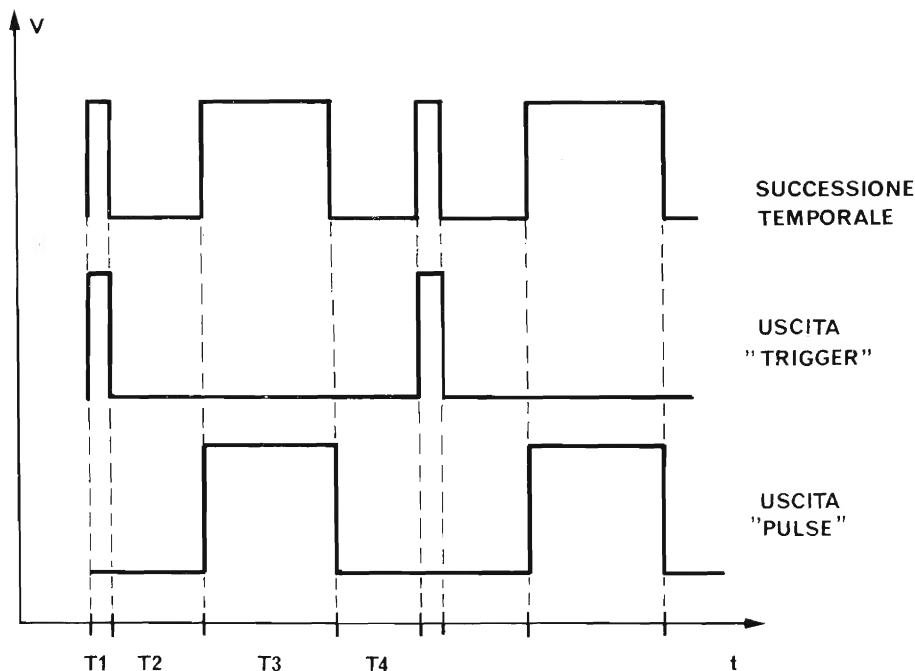 V
SUCCESSIONE
TEMPORALE
USCITA
"TRIGGER"
USCITA
"PULSE"
T1 T2 T3 T4 t